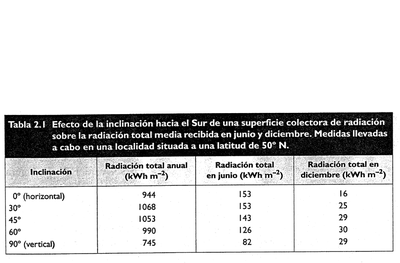 Tabla 2.1 Efecto de la inclinación hacia el Sur de una superficie colectora de radiación
sobre la radiación total media recibida en junio y diciembre. Medidas llevadas
a cabo en una localidad situada a una latitud de 50° N.
Inclinación Radiación total anual (kWh m⁻²) Radiación total en junio (kWh m⁻²) Radiación total en diciembre (kWh m⁻²)
0° (horizontal) 944 153 16
30° 1068 153 25
45° 1053 143 29
60° 990 126 30
90° (vertical) 745 82 29